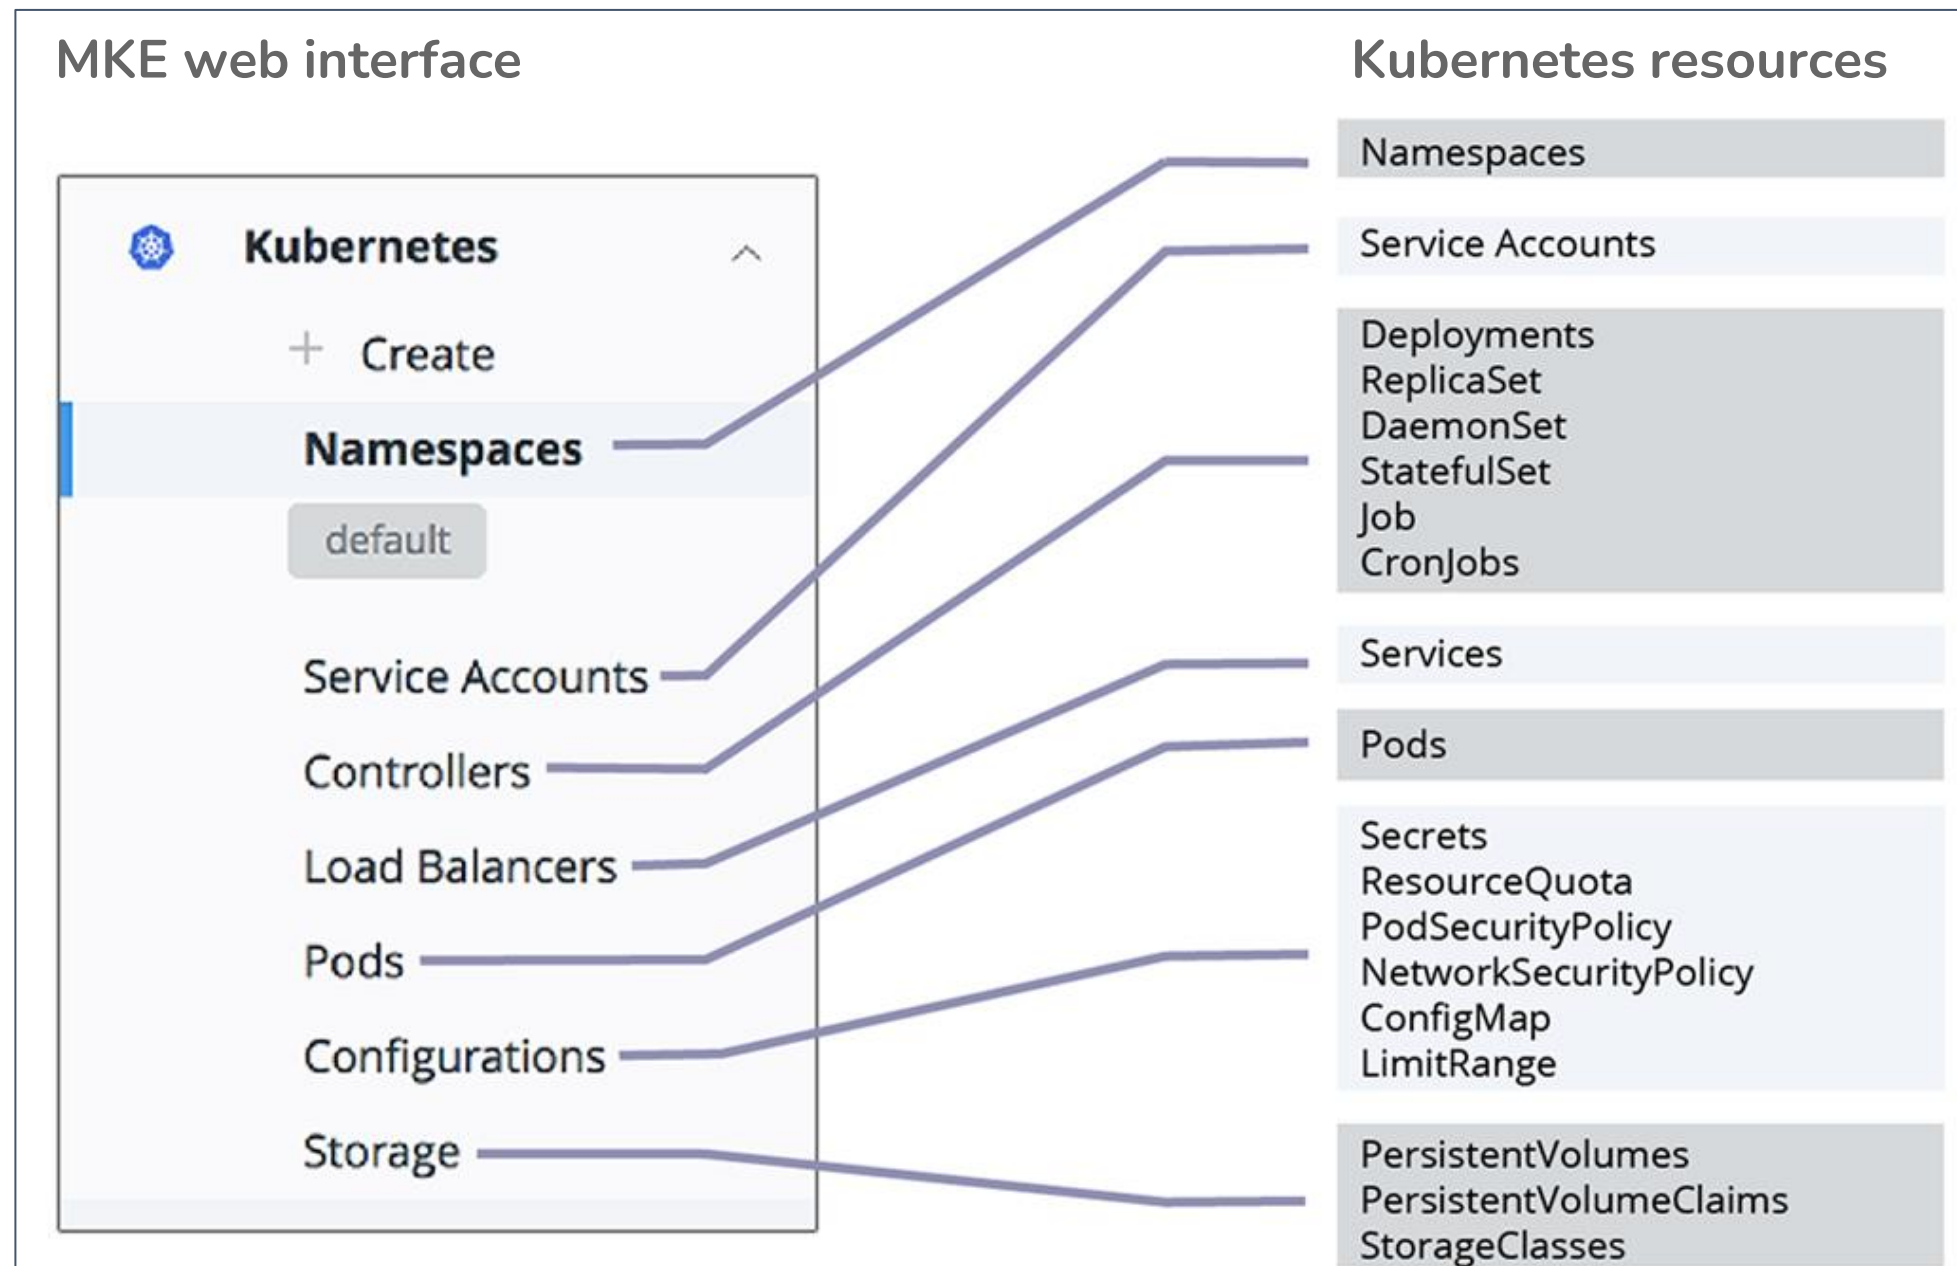 MKE web interface
Kubernetes resources
Kubernetes
+ Create
Namespaces
default
Service Accounts
Controllers
Load Balancers
Pods
Configurations
Storage
Namespaces
Service Accounts
Deployments
ReplicaSet
DaemonSet
StatefulSet
Job
CronJobs
Services
Pods
Secrets
ResourceQuota
PodSecurityPolicy
NetworkSecurityPolicy
ConfigMap
LimitRange
PersistentVolumes
PersistentVolumeClaims
StorageClasses